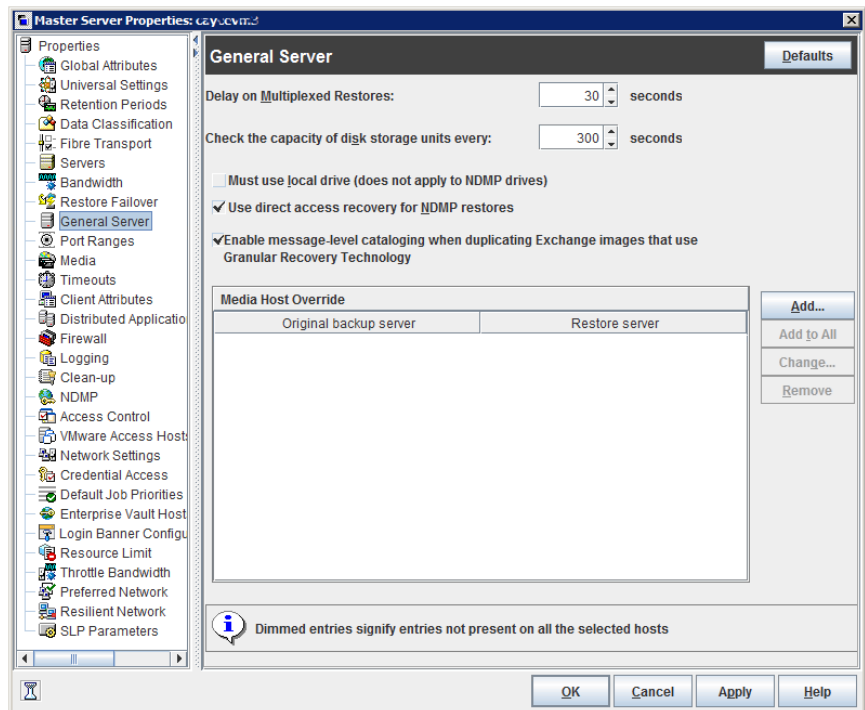 Master Server Properties:
Properties
Global Attributes
Universal Settings
Retention Periods
Data Classification
Fibre Transport
Servers
Bandwidth
Restore Failover
General Server
Port Ranges
Media
Timeouts
Client Attributes
Distributed Applicatio
Firewall
Logging
Clean-up
NDMP
Access Control
VMware Access Hosts
Network Settings
Credential Access
Default Job Priorities
Enterprise Vault Host
Login Banner Configu
Resource Limit
Throttle Bandwidth
Preferred Network
Resilient Network
SLP Parameters
General Server
Defaults
Delay on Multiplexed Restores: 30 seconds
Check the capacity of disk storage units every: 300 seconds
Must use local drive (does not apply to NDMP drives)
Use direct access recovery for NDMP restores
Enable message-level cataloging when duplicating Exchange images that use
Granular Recovery Technology
Media Host Override
Original backup server Restore server
Add...
Add to All
Change...
Remove
Dimmed entries signify entries not present on all the selected hosts
OK Cancel Apply Help